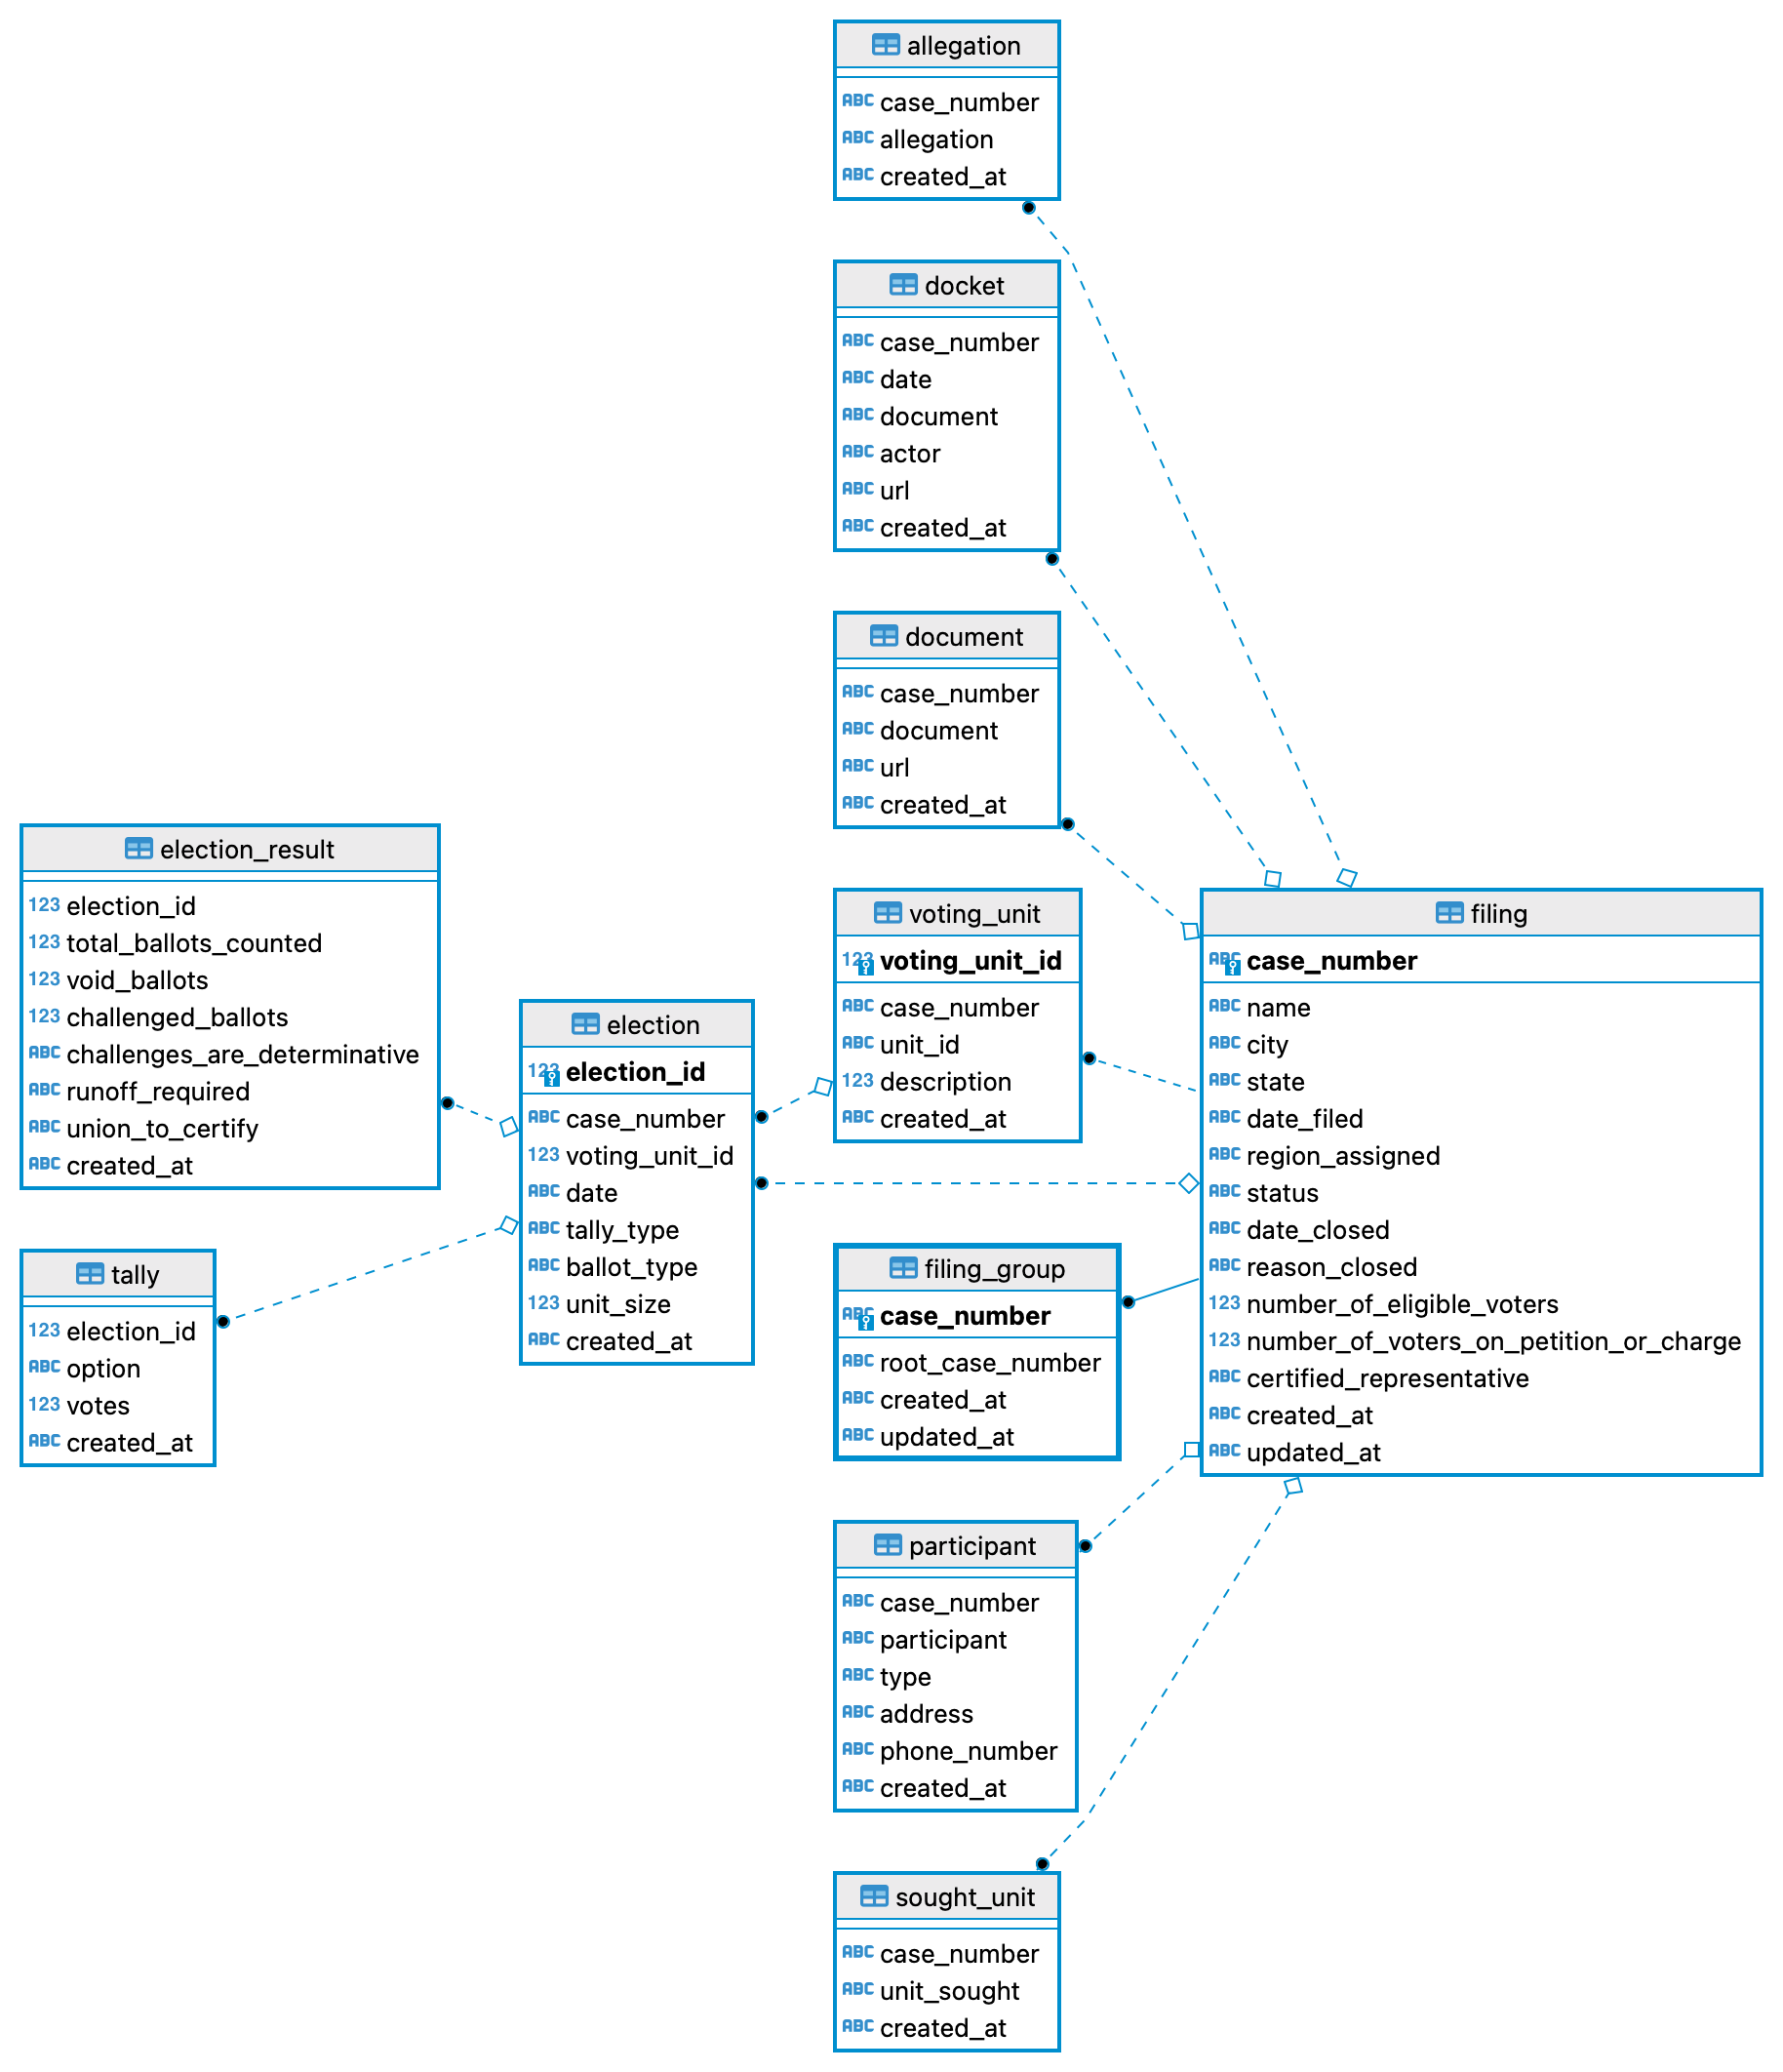 allegation
ABC case_number
ABC allegation
ABC created_at
docket
ABC case_number
ABC date
ABC document
ABC actor
ABC url
ABC created_at
document
ABC case_number
ABC document
ABC url
ABC created_at
election_result
123 election_id
123 total_ballots_counted
123 void_ballots
123 challenged_ballots
ABC challenges_are_determinative
ABC runoff_required
ABC union_to_certify
ABC created_at
tally
123 election_id
ABC option
123 votes
ABC created_at
election
123 election_id
ABC case_number
123 voting_unit_id
ABC date
ABC tally_type
ABC ballot_type
123 unit_size
ABC created_at
voting_unit
123 voting_unit_id
ABC case_number
ABC unit_id
123 description
ABC created_at
filing_group
ABC case_number
ABC root_case_number
ABC created_at
ABC updated_at
participant
ABC case_number
ABC participant
ABC type
ABC address
ABC phone_number
ABC created_at
sought_unit
ABC case_number
ABC unit_sought
ABC created_at
filing
ABC case_number
ABC name
ABC city
ABC state
ABC date_filed
ABC region_assigned
ABC status
ABC date_closed
ABC reason_closed
123 number_of_eligible_voters
123 number_of_voters_on_petition_or_charge
ABC certified_representative
ABC created_at
ABC updated_at